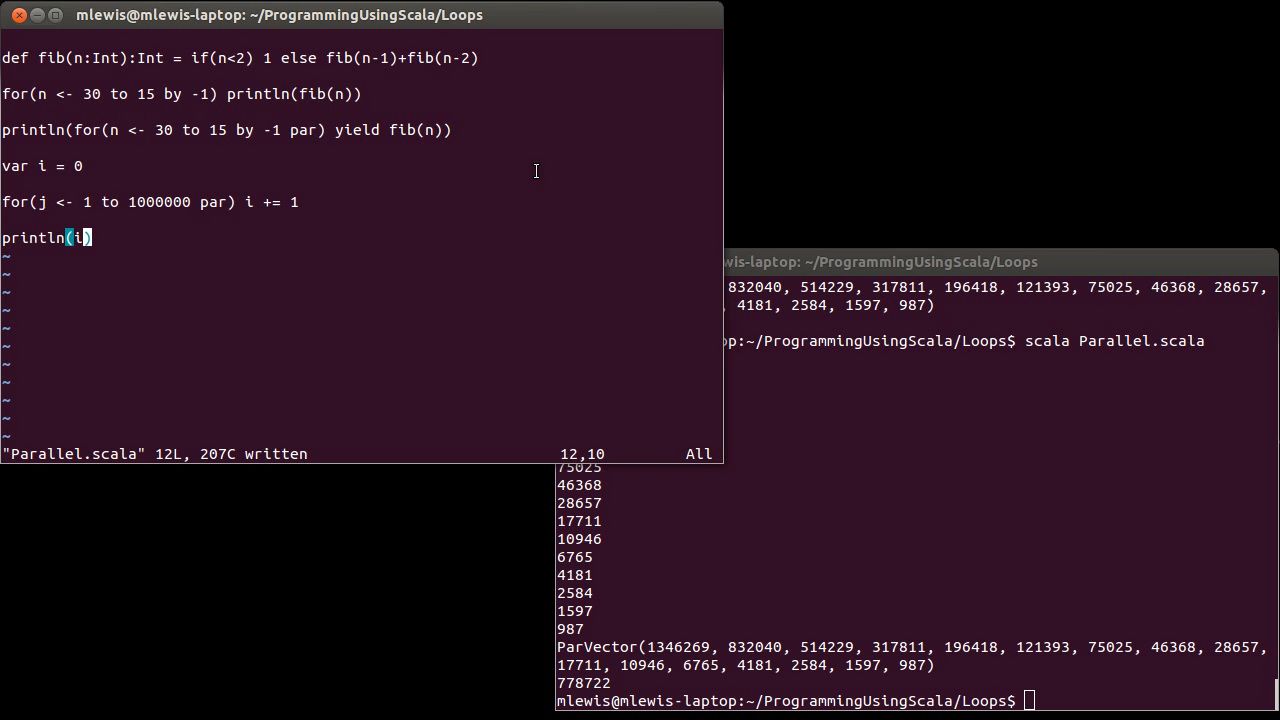 mlewis@mlewis-laptop: ~/ProgrammingUsingScala/Loops
def fib(n:Int):Int = if(n<2) 1 else fib(n-1)+fib(n-2)
for(n <- 30 to 15 by -1) println(fib(n))
println(for(n <- 30 to 15 by -1 par) yield fib(n))
var i = 0
for(j <- 1 to 1000000 par) i += 1
println(i)
~
~
~
~
~
~
~
~
~
~
~
"Parallel.scala" 12L, 207C written 12,10 All
wis-laptop: ~/ProgrammingUsingScala/Loops
832040, 514229, 317811, 196418, 121393, 75025, 46368, 28657,
, 4181, 2584, 1597, 987)
op:~/ProgrammingUsingScala/Loops$ scala Parallel.scala
75025
46368
28657
17711
10946
6765
4181
2584
1597
987
ParVector(1346269, 832040, 514229, 317811, 196418, 121393, 75025, 46368, 28657,
17711, 10946, 6765, 4181, 2584, 1597, 987)
778722
mlewis@mlewis-laptop:~/ProgrammingUsingScala/Loops$